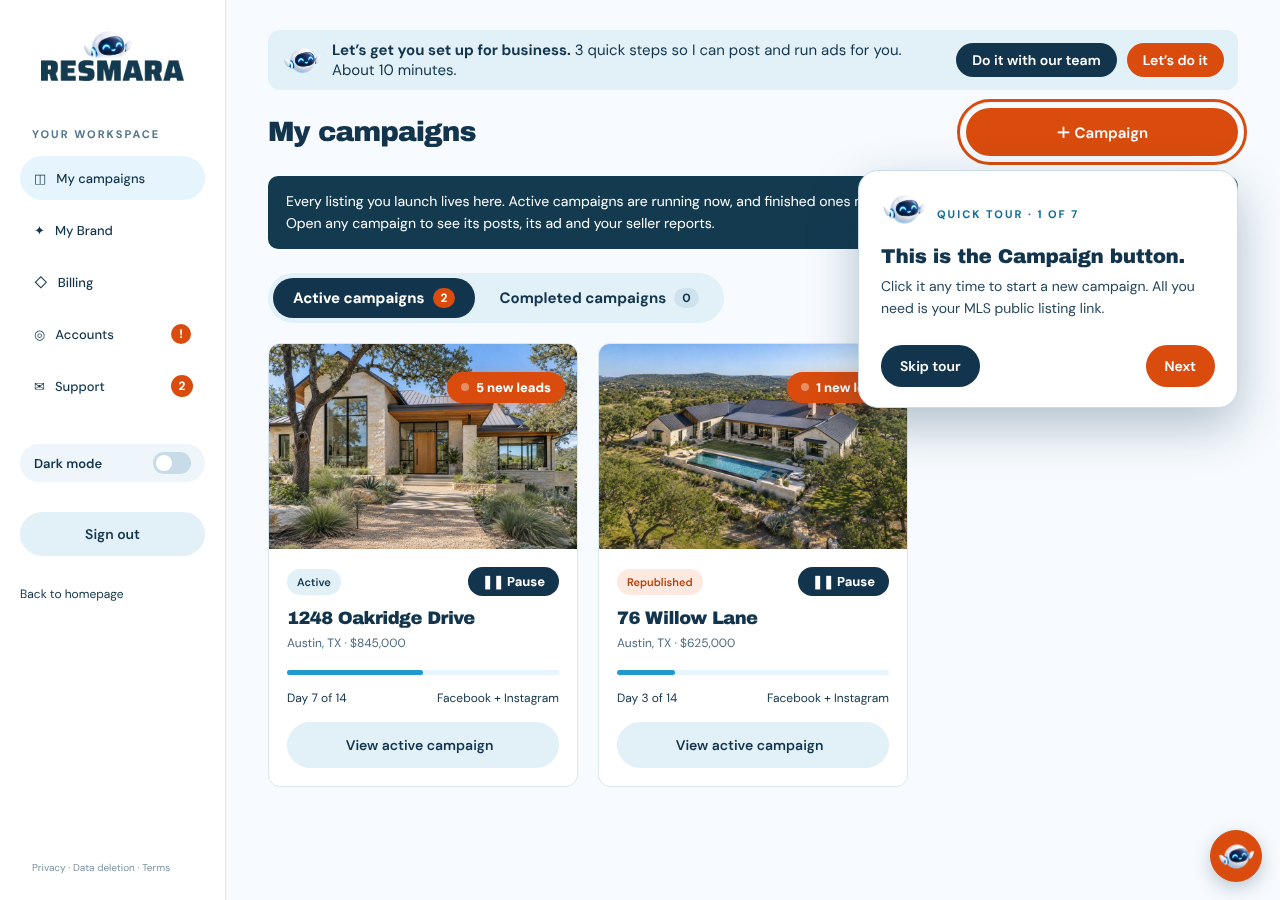 RESMARA
YOUR WORKSPACE
My campaigns
My Brand
Billing
Accounts !
Support 2
Dark mode
Sign out
Back to homepage
Privacy · Data deletion · Terms
Let's get you set up for business. 3 quick steps so I can post and run ads for you.
About 10 minutes.
Do it with our team
Let's do it
My campaigns
+ Campaign
Every listing you launch lives here. Active campaigns are running now, and finished ones
Open any campaign to see its posts, its ad and your seller reports.
QUICK TOUR · 1 OF 7
This is the Campaign button.
Click it any time to start a new campaign. All you
need is your MLS public listing link.
Skip tour
Next
Active campaigns 2
Completed campaigns 0
5 new leads
Active
Pause
1248 Oakridge Drive
Austin, TX · $845,000
Day 7 of 14
Facebook + Instagram
View active campaign
1 new
Republished
Pause
76 Willow Lane
Austin, TX · $625,000
Day 3 of 14
Facebook + Instagram
View active campaign